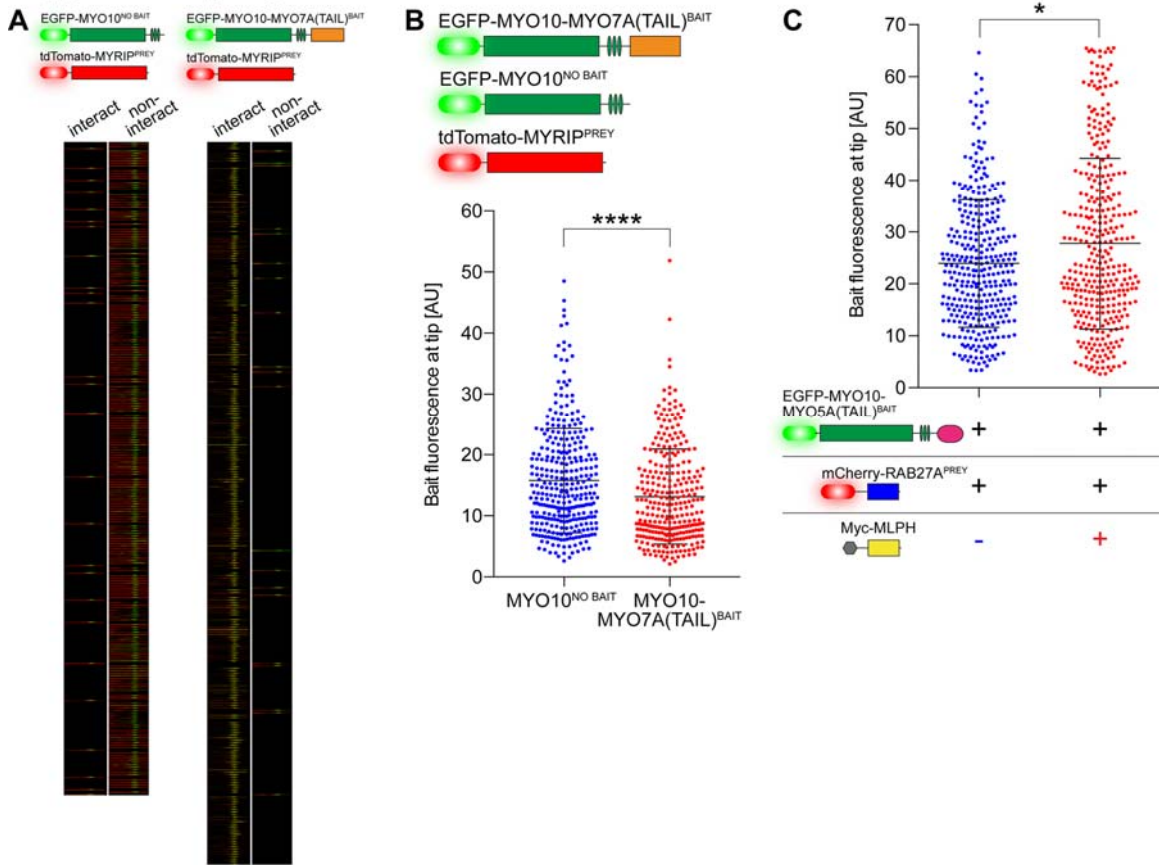 A
EGFP-MYO10NO BAIT
EGFP-MYO10-MYO7A(TAIL)BAIT
tdTomato-MYRIPPREY
tdTomato-MYRIPPREY
interact
non-
interact
interact
non-
interact
B
EGFP-MYO10-MYO7A(TAIL)BAIT
EGFP-MYO10NO BAIT
tdTomato-MYRIPPREY
Bait fluorescence at tip [AU]
60
50
40
30
20
10
0
****
MYO10NO BAIT
MYO10-
MYO7A(TAIL)BAIT
C
*
Bait fluorescence at tip [AU]
70
60
50
40
30
20
10
0
EGFP-MYO10-
MYO5A(TAIL)BAIT
+ +
mCherry-RAB27APREY
+ +
Myc-MLPH
- +